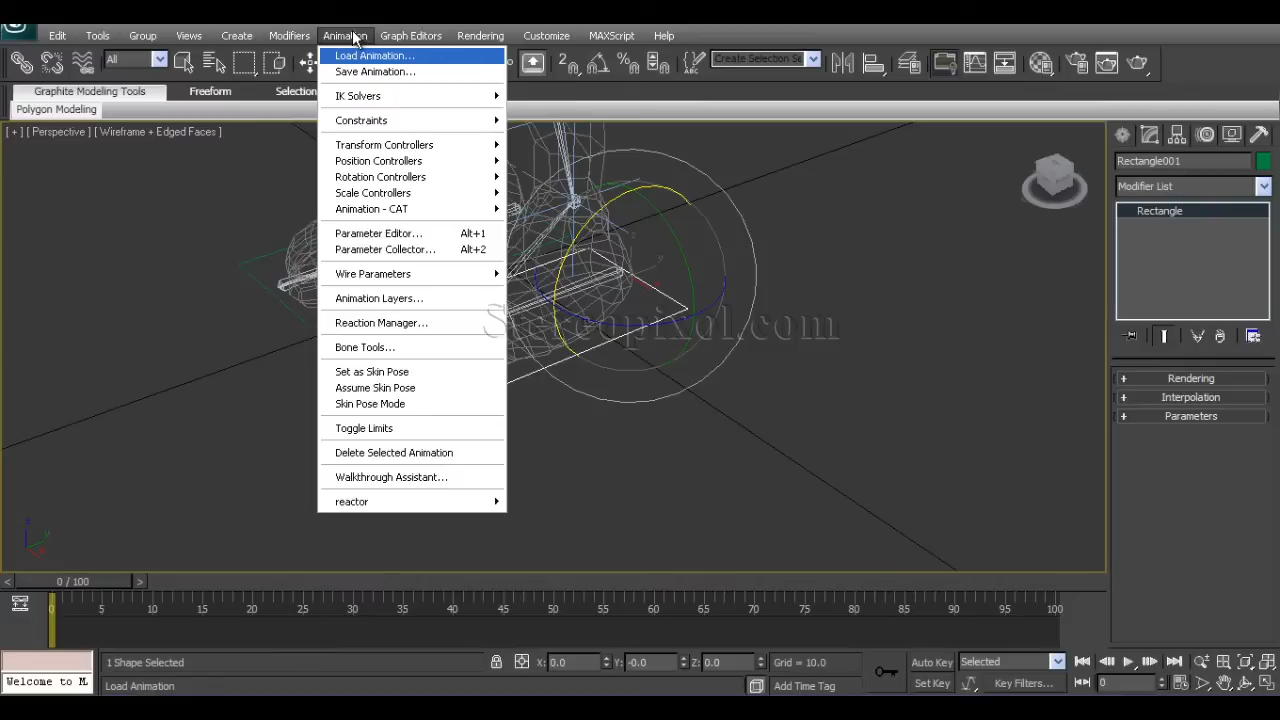 Edit Tools Group Views Create Modifiers Animation Graph Editors Rendering Customize MAXScript Help
All
Create Selection Se
Graphite Modeling Tools Freeform Selection
Polygon Modeling
[ + ] [ Perspective ] [ Wireframe + Edged Faces ]
Load Animation...
Save Animation...
IK Solvers
Constraints
Transform Controllers
Position Controllers
Rotation Controllers
Scale Controllers
Animation - CAT
Parameter Editor... Alt+1
Parameter Collector... Alt+2
Wire Parameters
Animation Layers...
Reaction Manager...
Bone Tools...
Set as Skin Pose
Assume Skin Pose
Skin Pose Mode
Toggle Limits
Delete Selected Animation
Walkthrough Assistant...
reactor
Stereopixol.com
Rectangle001
Modifier List
Rectangle
+ Rendering
+ Interpolation
+ Parameters
z
y
z
y
x
< 0 / 100 >
0 5 10 15 20 25 30 35 40 45 50 55 60 65 70 75 80 85 90 95 100
1 Shape Selected X: 0.0 Y: -0.0 Z: 0.0 Grid = 10.0 Auto Key Selected
Welcome to M Load Animation Add Time Tag Set Key Key Filters... 0